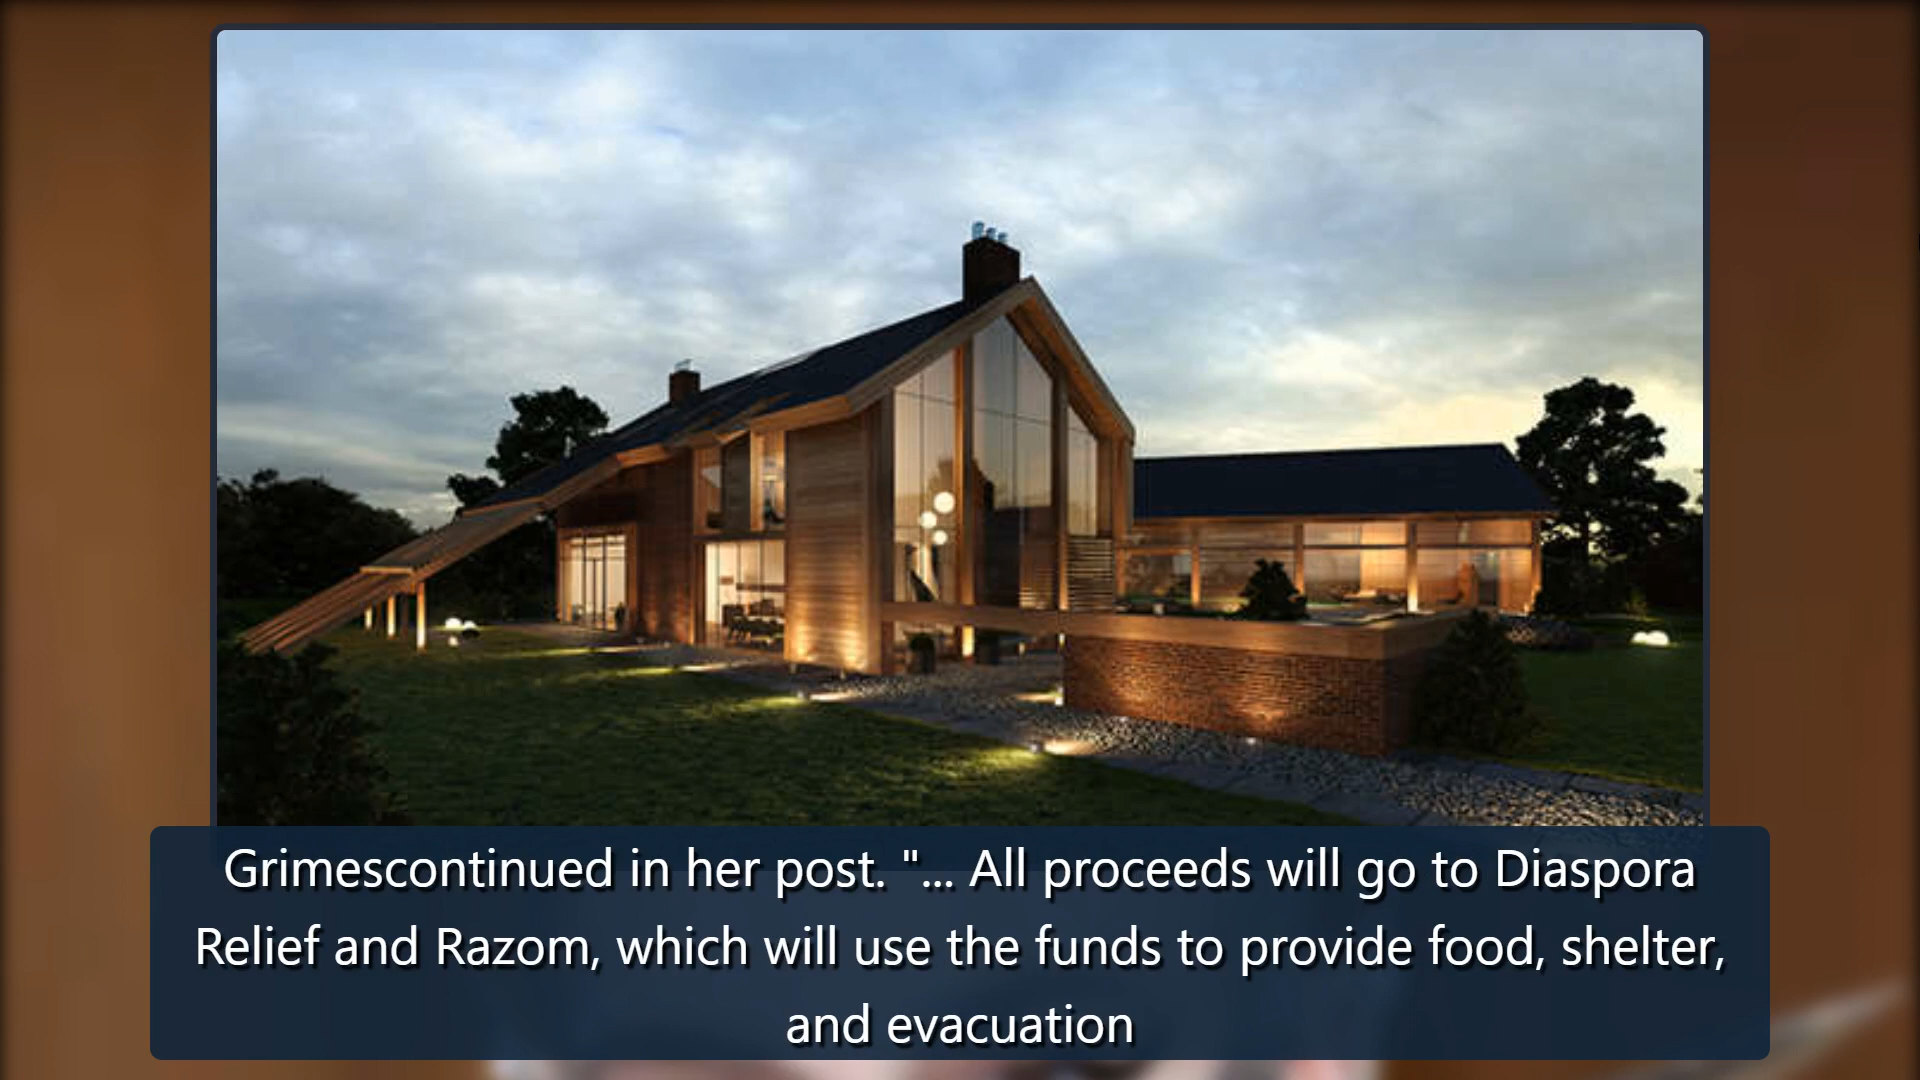 Grimescontinued in her post. "... All proceeds will go to Diaspora
Relief and Razom, which will use the funds to provide food, shelter,
and evacuation